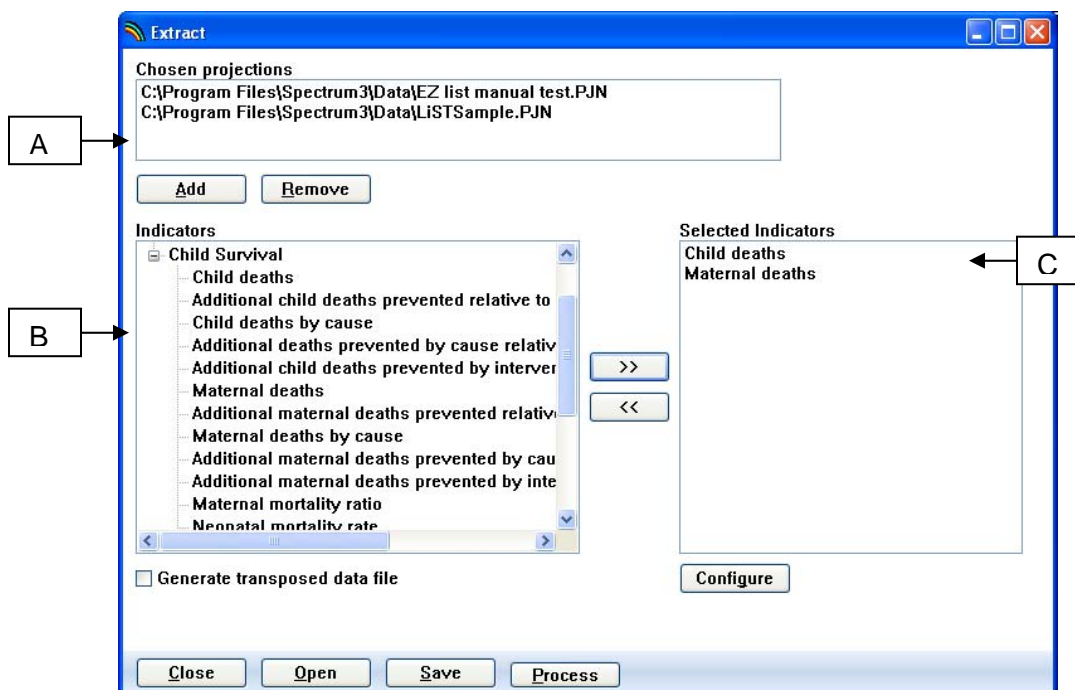 Extract
Chosen projections
C:\Program Files\Spectrum3\Data\EZ list manual test.PJN
C:\Program Files\Spectrum3\Data\LiSTSample.PJN
A
Add
Remove
Indicators
Child Survival
Child deaths
Additional child deaths prevented relative to
Child deaths by cause
Additional deaths prevented by cause relativ
Additional child deaths prevented by interver
Maternal deaths
Additional maternal deaths prevented relativ
Maternal deaths by cause
Additional maternal deaths prevented by cau
Additional maternal deaths prevented by inte
Maternal mortality ratio
Neonatal mortality rate
B
>>
<<
Selected Indicators
Child deaths
Maternal deaths
C
Generate transposed data file
Configure
Close
Open
Save
Process